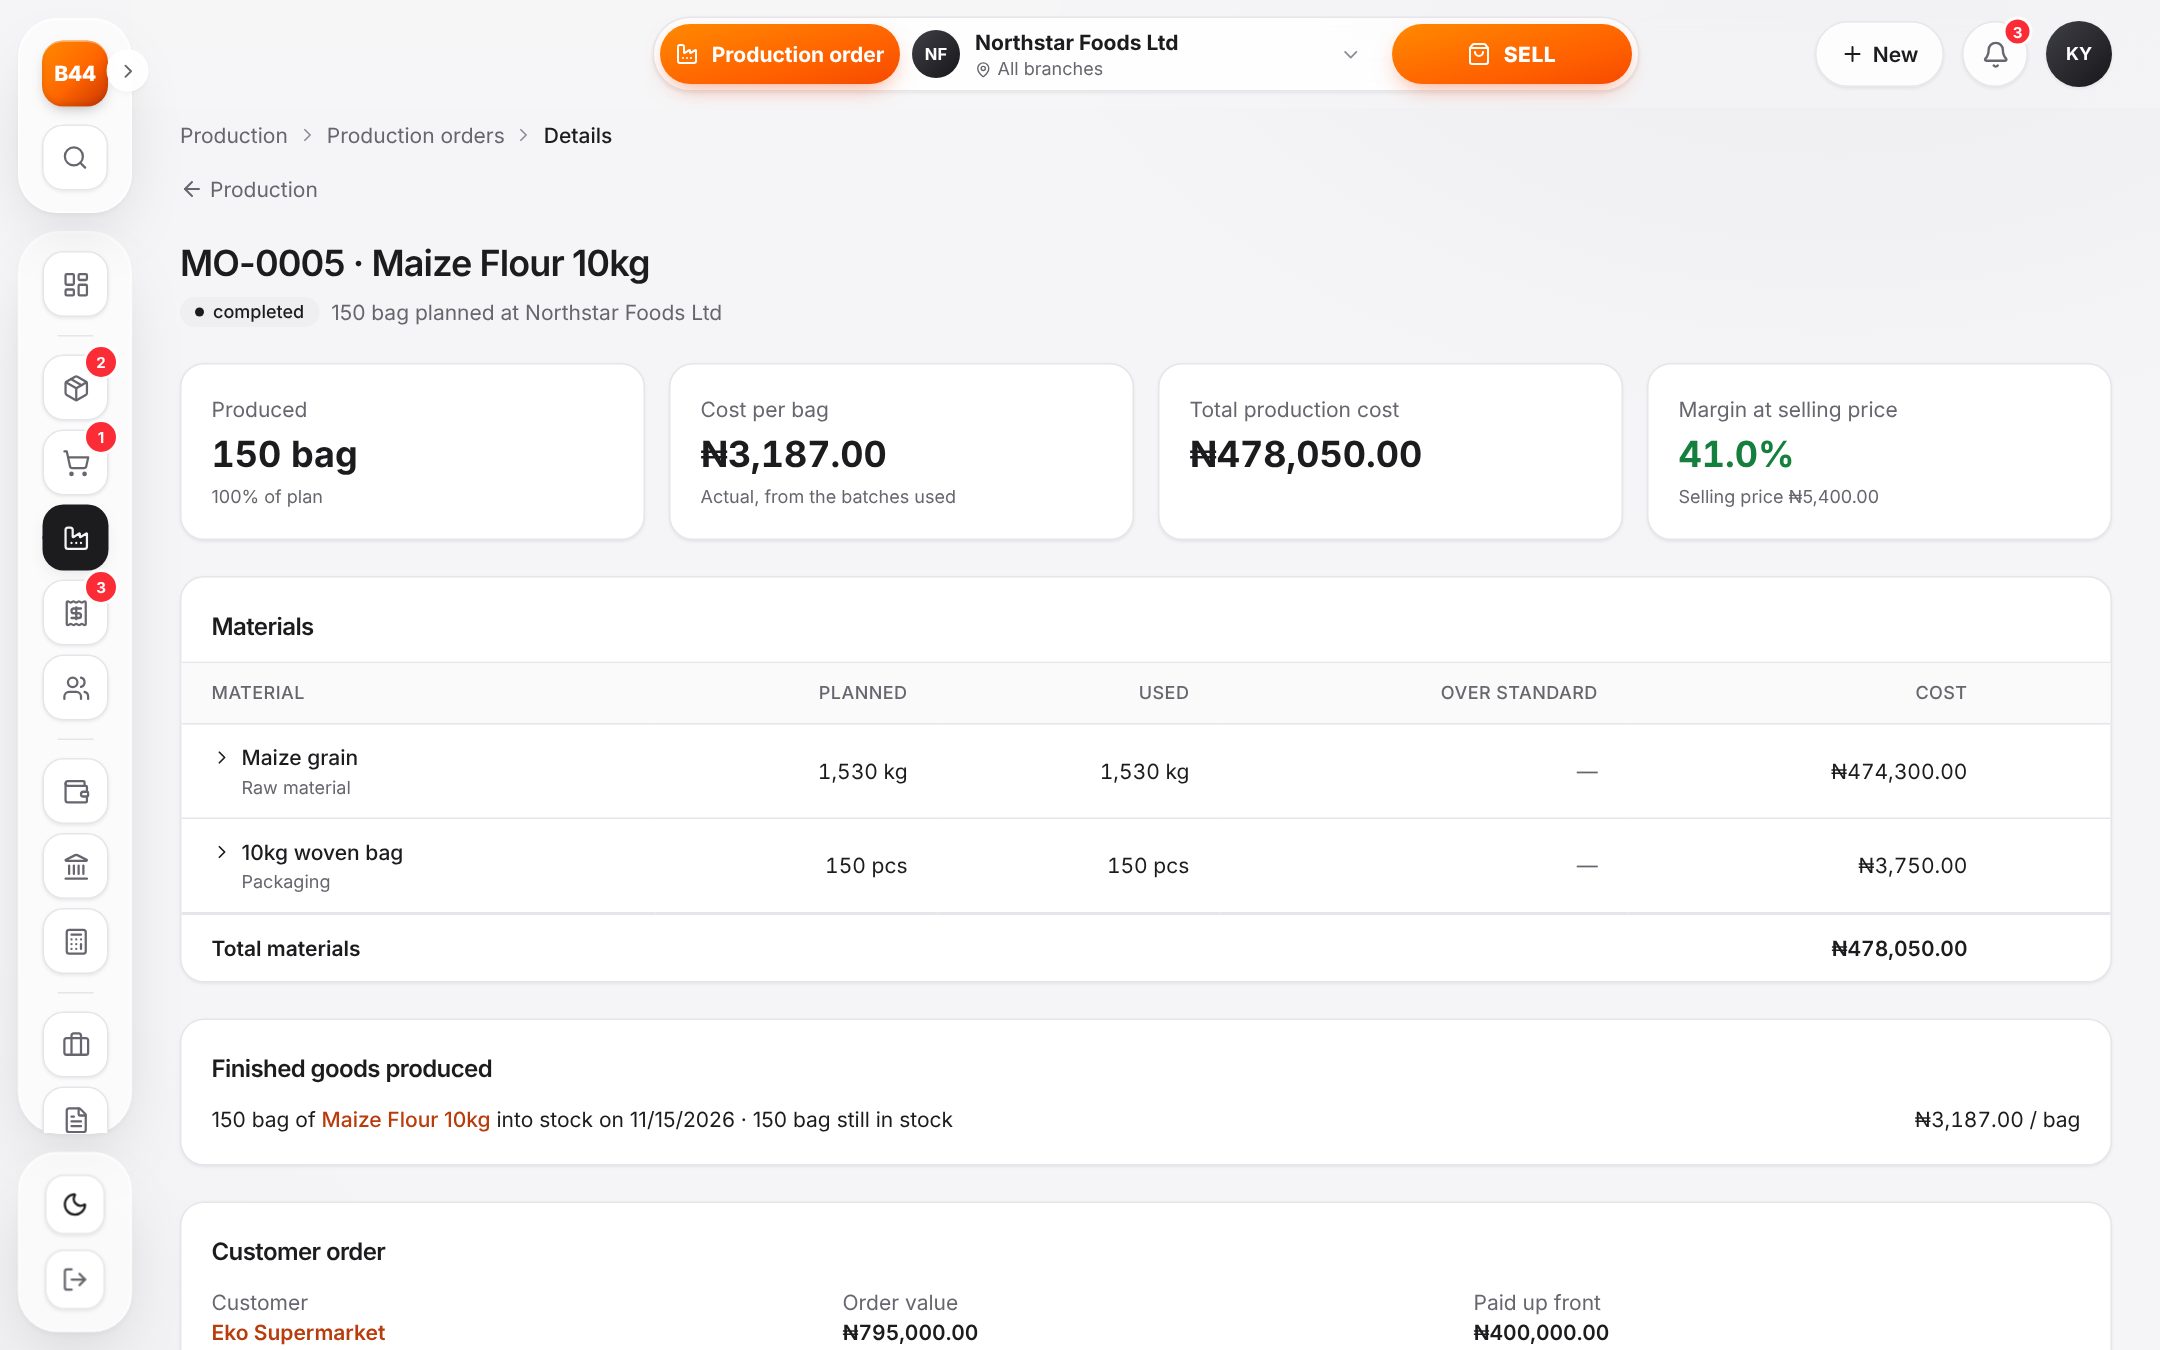 B44
Production order
NF
Northstar Foods Ltd
All branches
SELL
New
3
KY
Production
Production orders
Details
Production
MO-0005 · Maize Flour 10kg
completed
150 bag planned at Northstar Foods Ltd
2
1
3
Produced
150 bag
100% of plan
Cost per bag
₦3,187.00
Actual, from the batches used
Total production cost
₦478,050.00
Margin at selling price
41.0%
Selling price ₦5,400.00
Materials
MATERIAL PLANNED USED OVER STANDARD COST
Maize grain 1,530 kg 1,530 kg — ₦474,300.00
Raw material
10kg woven bag 150 pcs 150 pcs — ₦3,750.00
Packaging
Total materials ₦478,050.00
Finished goods produced
150 bag of Maize Flour 10kg into stock on 11/15/2026 · 150 bag still in stock ₦3,187.00 / bag
Customer order
Customer Order value Paid up front
Eko Supermarket ₦795,000.00 ₦400,000.00